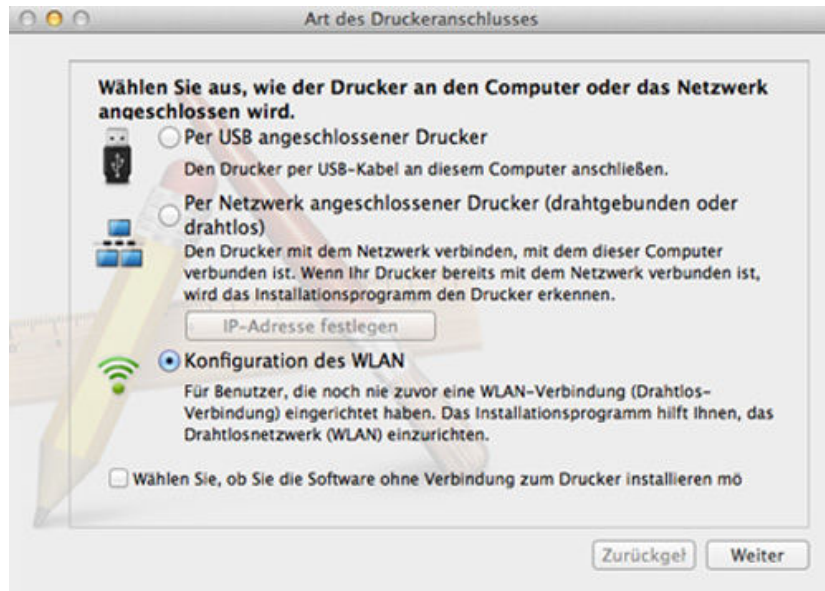 Art des Druckeranschlusses
Wählen Sie aus, wie der Drucker an den Computer oder das Netzwerk
angeschlossen wird.
Per USB angeschlossener Drucker
Den Drucker per USB-Kabel an diesem Computer anschließen.
Per Netzwerk angeschlossener Drucker (drahtgebunden oder
drahtlos)
Den Drucker mit dem Netzwerk verbinden, mit dem dieser Computer
verbunden ist. Wenn Ihr Drucker bereits mit dem Netzwerk verbunden ist,
wird das Installationsprogramm den Drucker erkennen.
IP-Adresse festlegen
Konfiguration des WLAN
Für Benutzer, die noch nie zuvor eine WLAN-Verbindung (Drahtlos-
Verbindung) eingerichtet haben. Das Installationsprogramm hilft Ihnen, das
Drahtlosnetzwerk (WLAN) einzurichten.
Wählen Sie, ob Sie die Software ohne Verbindung zum Drucker installieren mö
Zurückgeh
Weiter